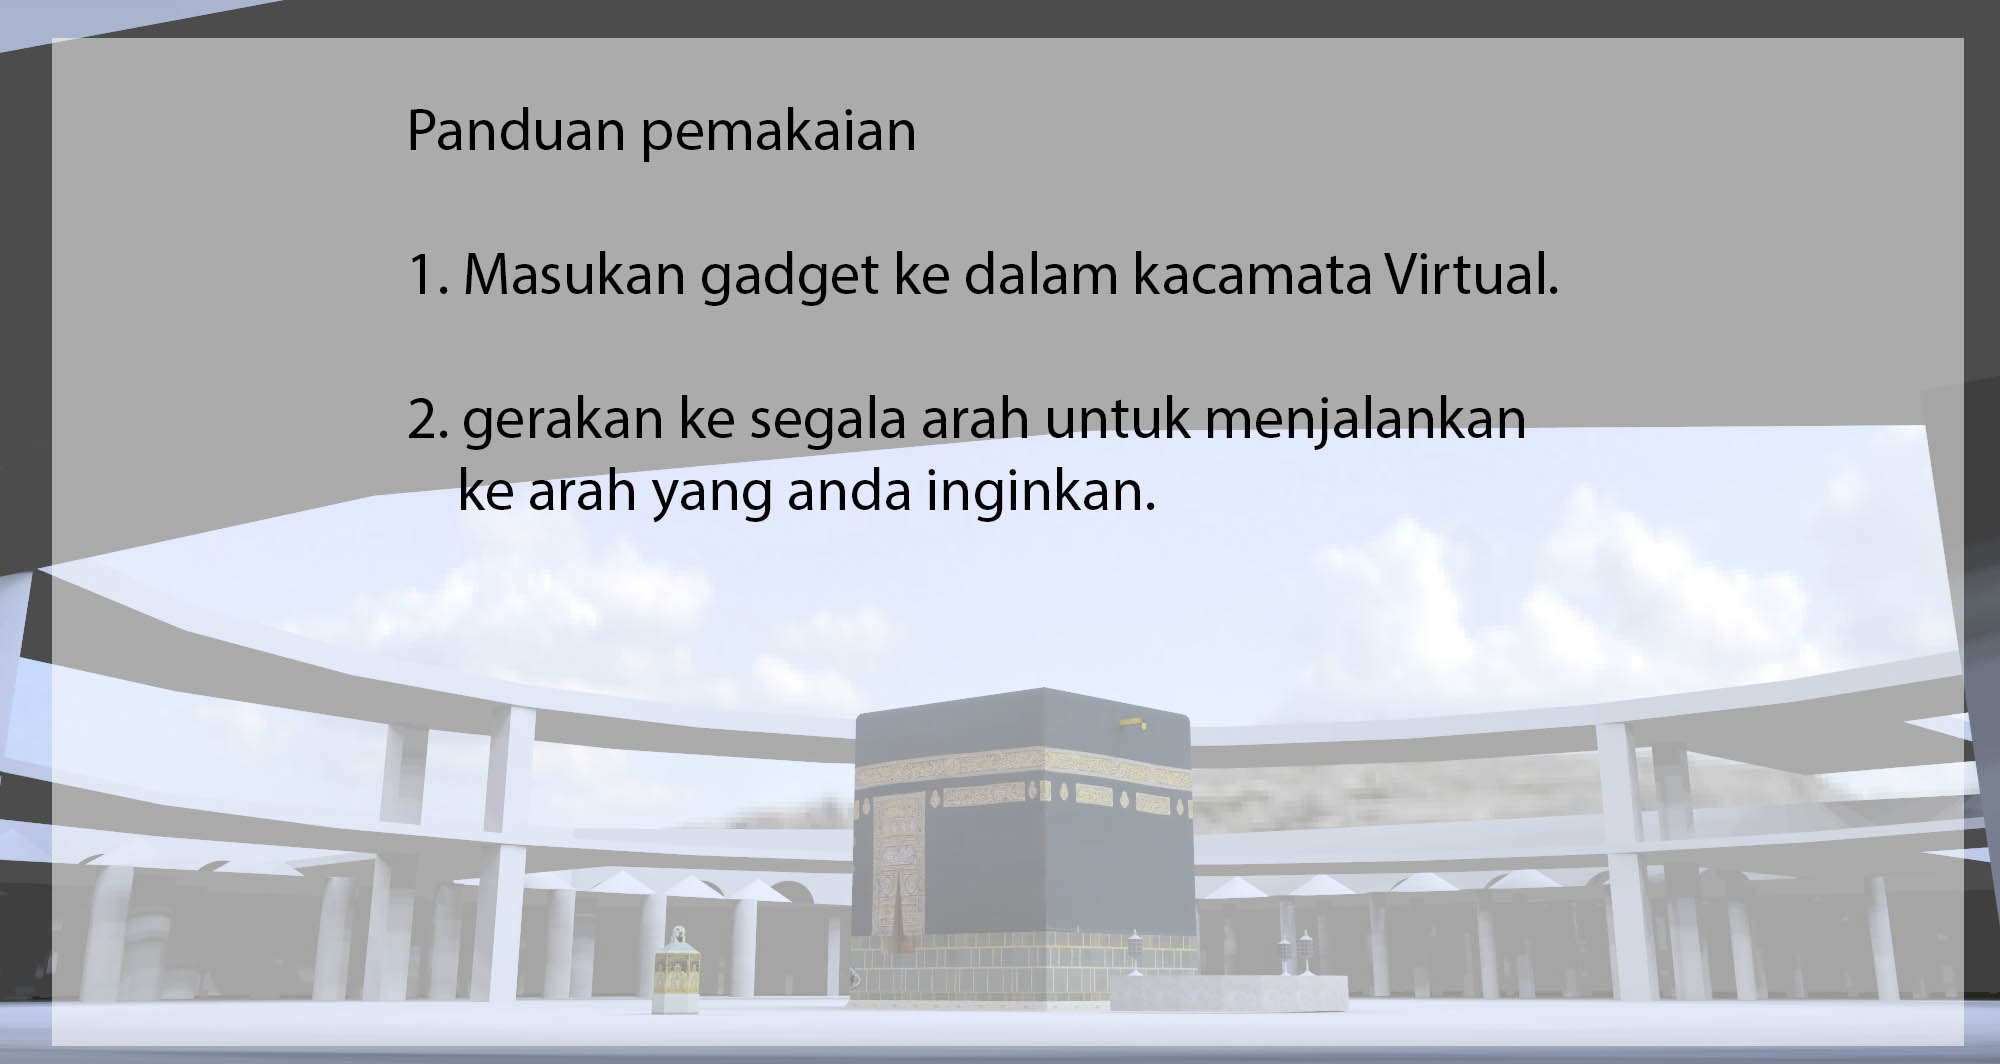 Panduan pemakaian
1. Masukan gadget ke dalam kacamata Virtual.
2. gerakan ke segala arah untuk menjalankan
ke arah yang anda inginkan.